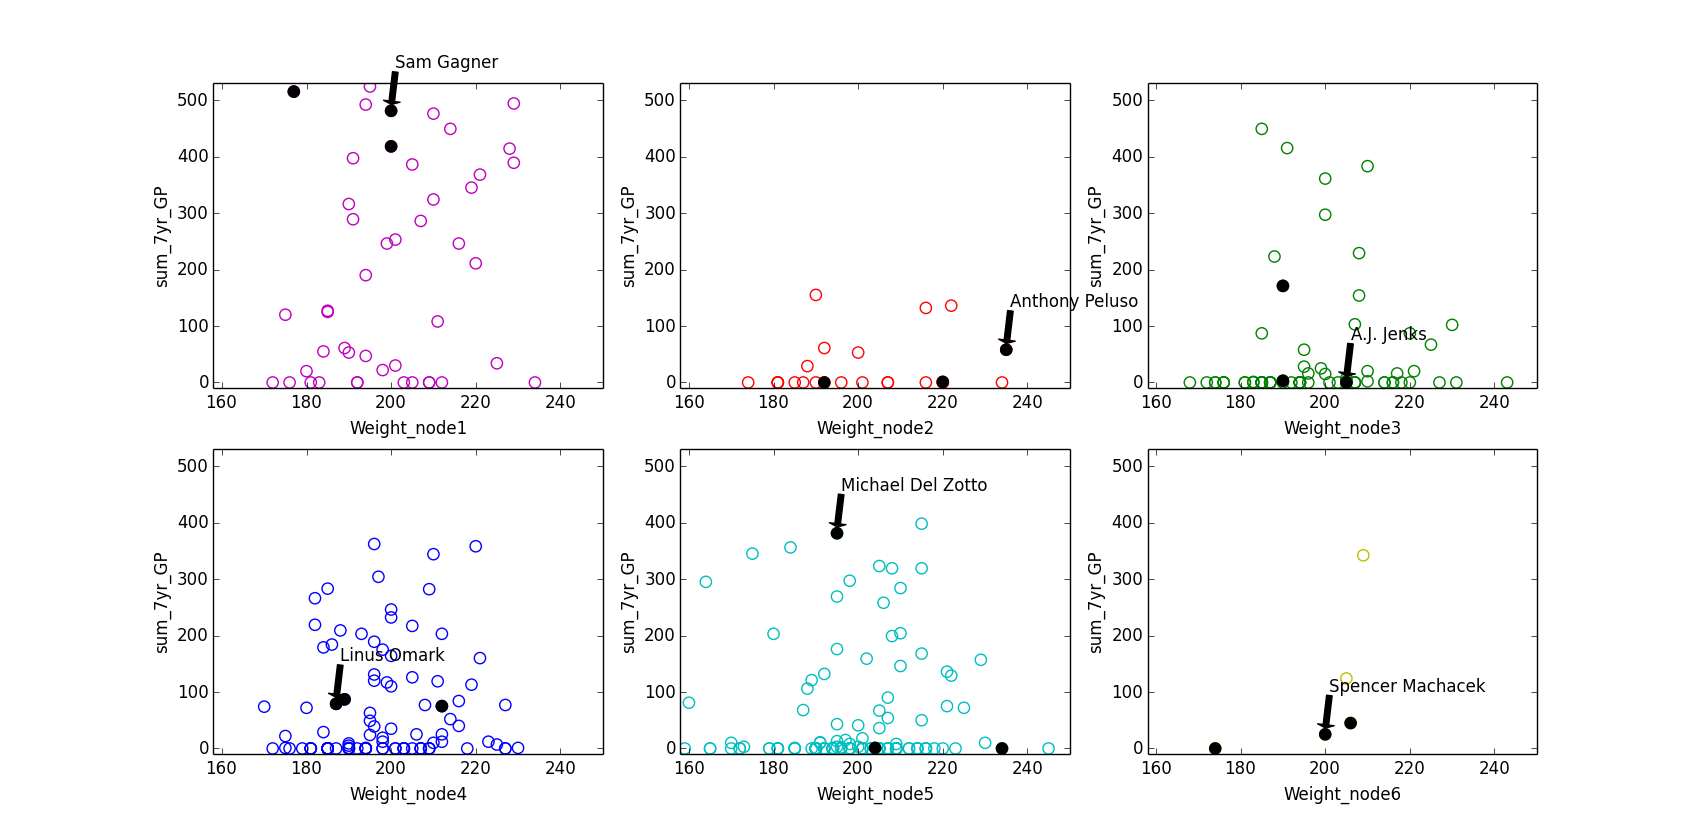 Sam Gagner
500
400
300
200
100
0
sum_7yr_GP
160 180 200 220 240
Weight_node1
500
400
300
200
100
0
sum_7yr_GP
Anthony Peluso
160 180 200 220 240
Weight_node2
500
400
300
200
100
0
sum_7yr_GP
A.J. Jenks
160 180 200 220 240
Weight_node3
500
400
300
200
100
0
sum_7yr_GP
Linus Omark
160 180 200 220 240
Weight_node4
500
400
300
200
100
0
sum_7yr_GP
Michael Del Zotto
160 180 200 220 240
Weight_node5
500
400
300
200
100
0
sum_7yr_GP
Spencer Machacek
160 180 200 220 240
Weight_node6